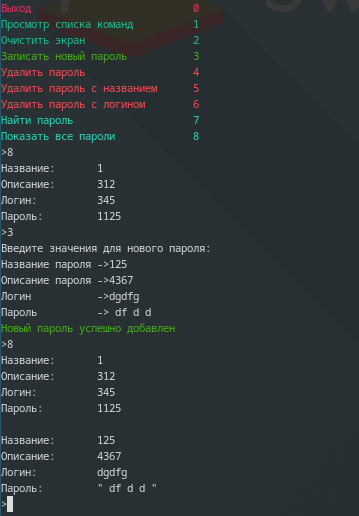 Выход 0
Просмотр списка команд 1
Очистить экран 2
Записать новый пароль 3
Удалить пароль 4
Удалить пароль с названием 5
Удалить пароль с логином 6
Найти пароль 7
Показать все пароли 8
>8
Название: 1
Описание: 312
Логин: 345
Пароль: 1125
>3
Введите значения для нового пароля:
Название пароля ->125
Описание пароля ->4367
Логин ->dgdfg
Пароль -> df d d
Новый пароль успешно добавлен
>8
Название: 1
Описание: 312
Логин: 345
Пароль: 1125
Название: 125
Описание: 4367
Логин: dgdfg
Пароль: " df d d "
>